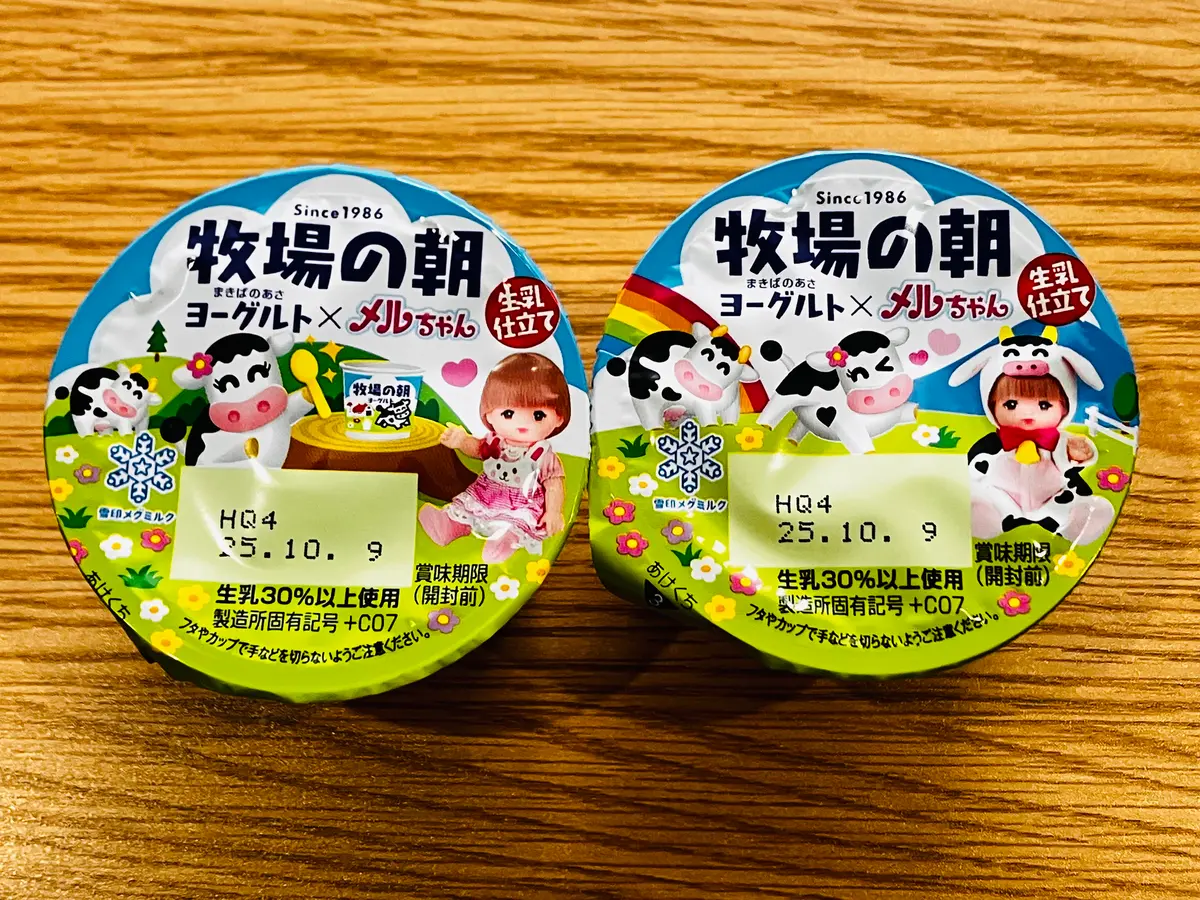 Since1986
牧場の朝
まきばのあさ
ヨーグルト×メルちゃん
生乳
仕立て
牧場の朝
ヨーグルト
雪印メグミルク
HQ4
25.10. 9
賞味期限
(開封前)
あけくち
生乳30%以上使用
製造所固有記号+C07
フタやカップで手などを切らないようご注意ください。
Since1986
牧場の朝
まきばのあさ
ヨーグルト×メルちゃん
生乳
仕立て
雪印メグミルク
HQ4
25.10. 9
賞味期限
(開封前)
あけくち
生乳30%以上使用
製造所固有記号+C07
フタやカップで手などを切らないようご注意ください。